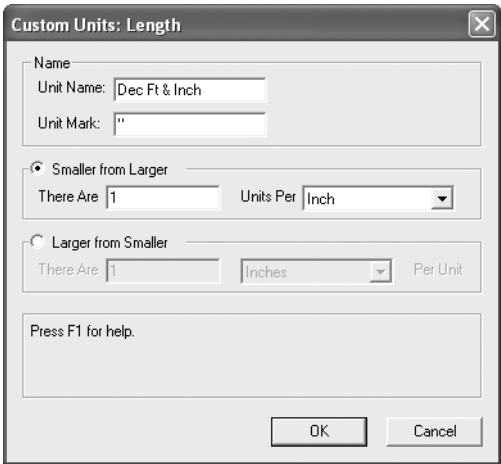 Custom Units: Length
Name
Unit Name: Dec Ft & Inch
Unit Mark: "
Smaller from Larger
There Are 1 Units Per Inch
Larger from Smaller
There Are 1 Inches Per Unit
Press F1 for help.
OK Cancel